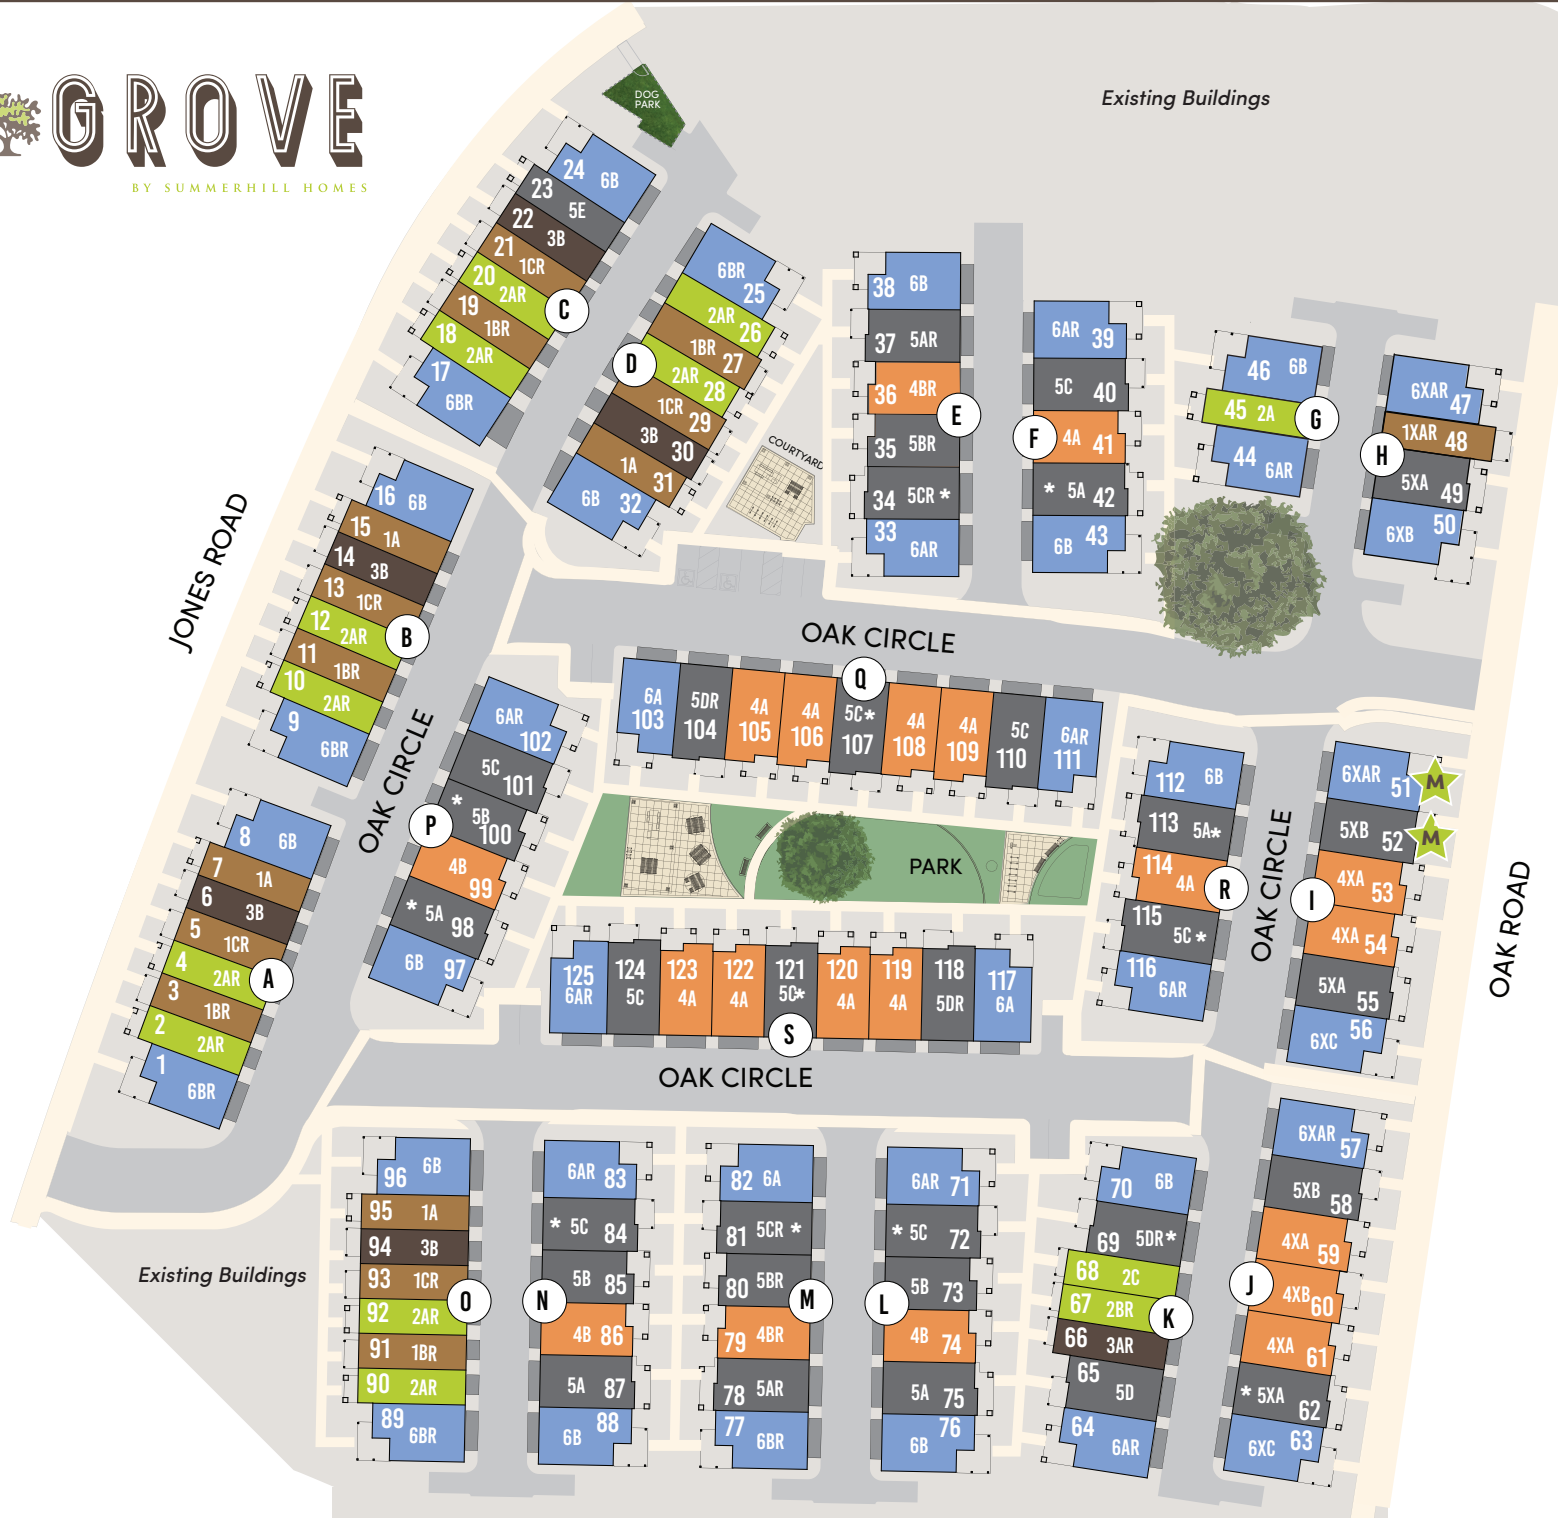 GROVE
BY SUMMERHILL HOMES
DOG
PARK
Existing Buildings
24 6B
23 5E
22 3B
21 1CR
20 2AR
19 1BR
18 2AR
17 6BR
C
6BR 25
2AR 26
1BR 27
2AR 28
1CR 29
3B 30
1A 31
6B 32
D
COURTYARD
38 6B
37 5AR
36 4BR
35 5BR
34 5CR *
33 6AR
E
6AR 39
5C 40
4A 41
* 5A 42
6B 43
F
46 6B
45 2A
44 6AR
G
6XAR 47
1XAR 48
5XA 49
6XB 50
H
JONES ROAD
16 6B
15 1A
14 3B
13 1CR
12 2AR
11 1BR
10 2AR
9 6BR
B
OAK CIRCLE
Q
6A 103
5DR 104
4A 105
4A 106
5C* 107
4A 108
4A 109
5C 110
6AR 111
OAK CIRCLE
6AR 102
5C 101
* 5B 100
4B 99
* 5A 98
6B 97
P
8 6B
7 1A
6 3B
5 1CR
4 2AR
3 1BR
2 2AR
1 6BR
A
PARK
112 6B
113 5A*
114 4A
115 5C *
116 6AR
R
OAK CIRCLE
6XAR 51
M
5XB 52
M
4XA 53
4XA 54
5XA 55
6XC 56
I
OAK ROAD
125 6AR
124 5C
123 4A
122 4A
121 5C*
120 4A
119 4A
118 5DR
117 6A
S
OAK CIRCLE
Existing Buildings
96 6B
95 1A
94 3B
93 1CR
92 2AR
91 1BR
90 2AR
89 6BR
O
6AR 83
* 5C 84
5B 85
4B 86
5A 87
6B 88
N
82 6A
81 5CR *
80 5BR
79 4BR
78 5AR
77 6BR
M
6AR 71
* 5C 72
5B 73
4B 74
5A 75
6B 76
L
70 6B
69 5DR*
68 2C
67 2BR
66 3AR
65 5D
64 6AR
K
6XAR 57
5XB 58
4XA 59
4XB 60
4XA 61
* 5XA 62
6XC 63
J